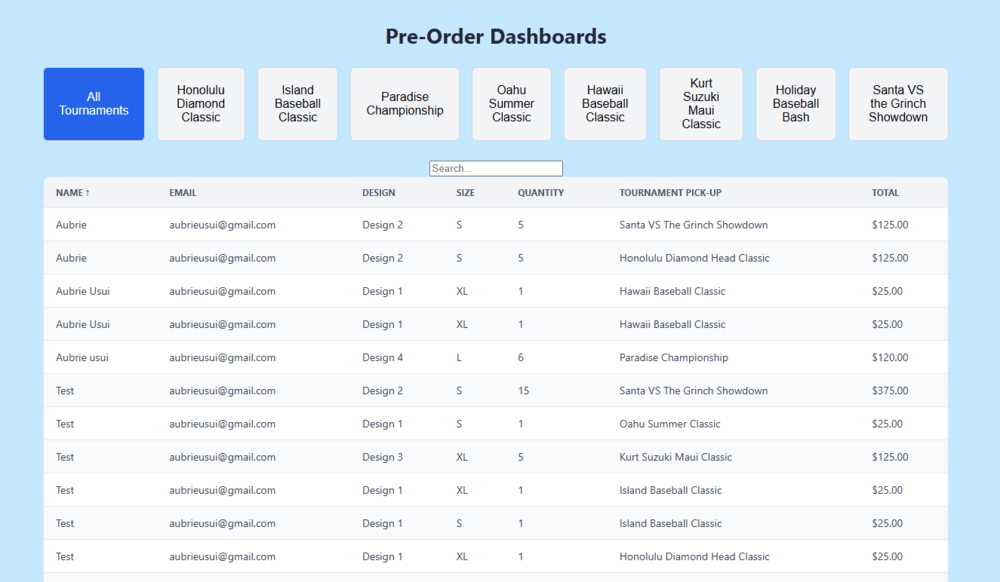 Pre-Order Dashboards
All Tournaments
Honolulu Diamond Classic
Island Baseball Classic
Paradise Championship
Oahu Summer Classic
Hawaii Baseball Classic
Kurt Suzuki Maui Classic
Holiday Baseball Bash
Santa VS the Grinch Showdown
Search...
NAME ↑ EMAIL DESIGN SIZE QUANTITY TOURNAMENT PICK-UP TOTAL
Aubrie aubrieusui@gmail.com Design 2 S 5 Santa VS The Grinch Showdown $125.00
Aubrie aubrieusui@gmail.com Design 2 S 5 Honolulu Diamond Head Classic $125.00
Aubrie Usui aubrieusui@gmail.com Design 1 XL 1 Hawaii Baseball Classic $25.00
Aubrie Usui aubrieusui@gmail.com Design 1 XL 1 Hawaii Baseball Classic $25.00
Aubrie usui aubrieusui@gmail.com Design 4 L 6 Paradise Championship $120.00
Test aubrieusui@gmail.com Design 2 S 15 Santa VS The Grinch Showdown $375.00
Test aubrieusui@gmail.com Design 1 S 1 Oahu Summer Classic $25.00
Test aubrieusui@gmail.com Design 3 XL 5 Kurt Suzuki Maui Classic $125.00
Test aubrieusui@gmail.com Design 1 XL 1 Island Baseball Classic $25.00
Test aubrieusui@gmail.com Design 1 S 1 Island Baseball Classic $25.00
Test aubrieusui@gmail.com Design 1 XL 1 Honolulu Diamond Head Classic $25.00